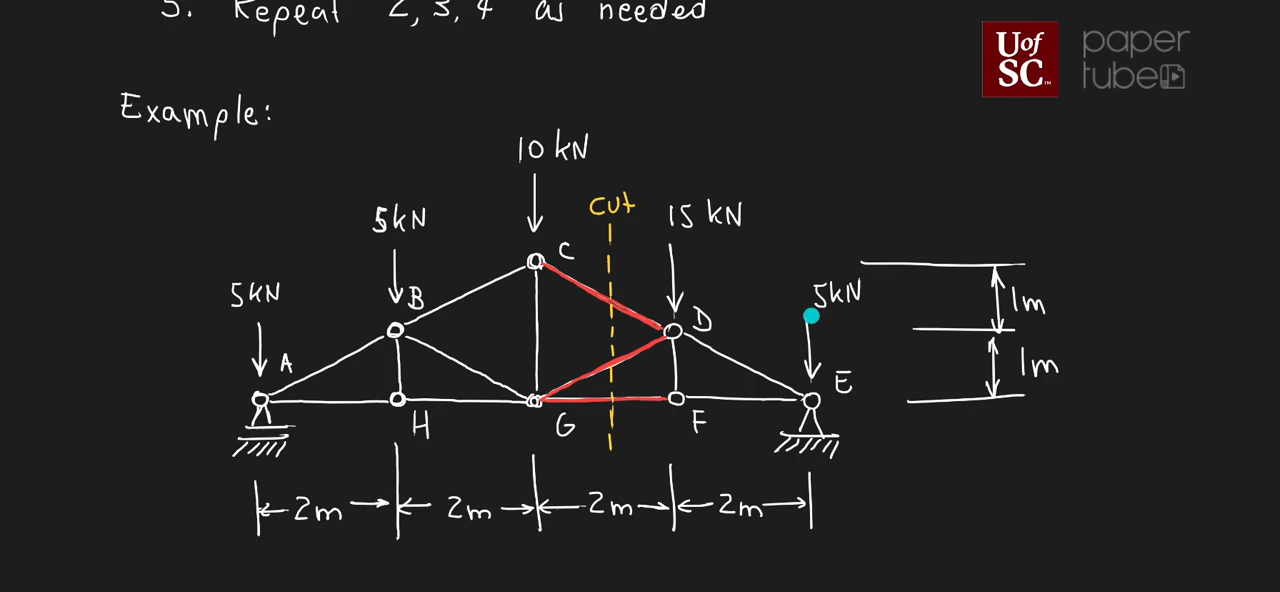 5. Repeat 2, 3, 4 as needed
UofSC™
paper
tube
Example:
10 kN
cut
5kN
15 kN
C
5kN
B
D
5kN
1m
A
E
1m
H
G
F
2m
2m
2m
2m